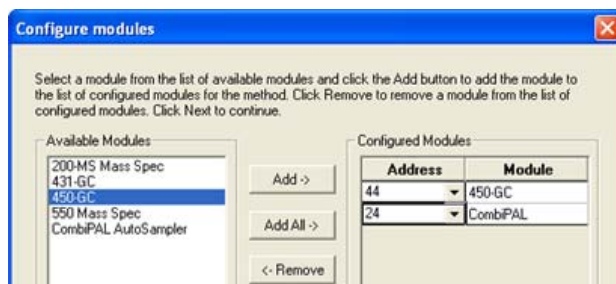 Configure modules
Select a module from the list of available modules and click the Add button to add the module to
the list of configured modules for the method. Click Remove to remove a module from the list of
configured modules. Click Next to continue.
Available Modules
200-MS Mass Spec
431-GC
450-GC
550 Mass Spec
CombiPAL AutoSampler
Add ->
Add All ->
<- Remove
Configured Modules
Address Module
44 450-GC
24 CombiPAL